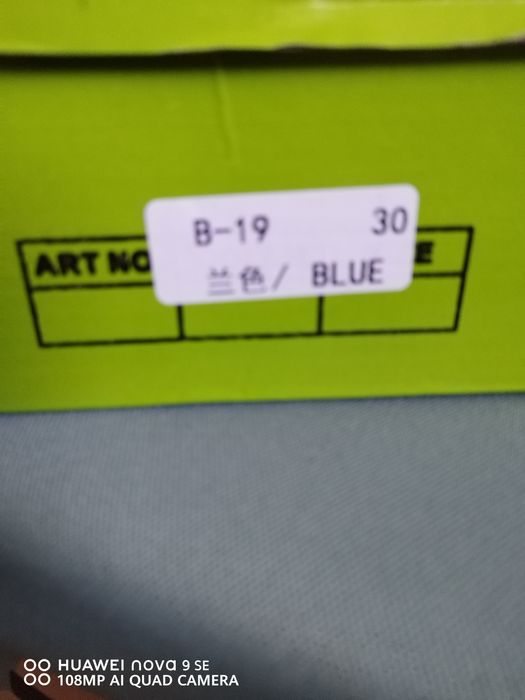 B-19 30
兰色/ BLUE
ART NO
HUAWEI nova 9 SE
108MP AI QUAD CAMERA